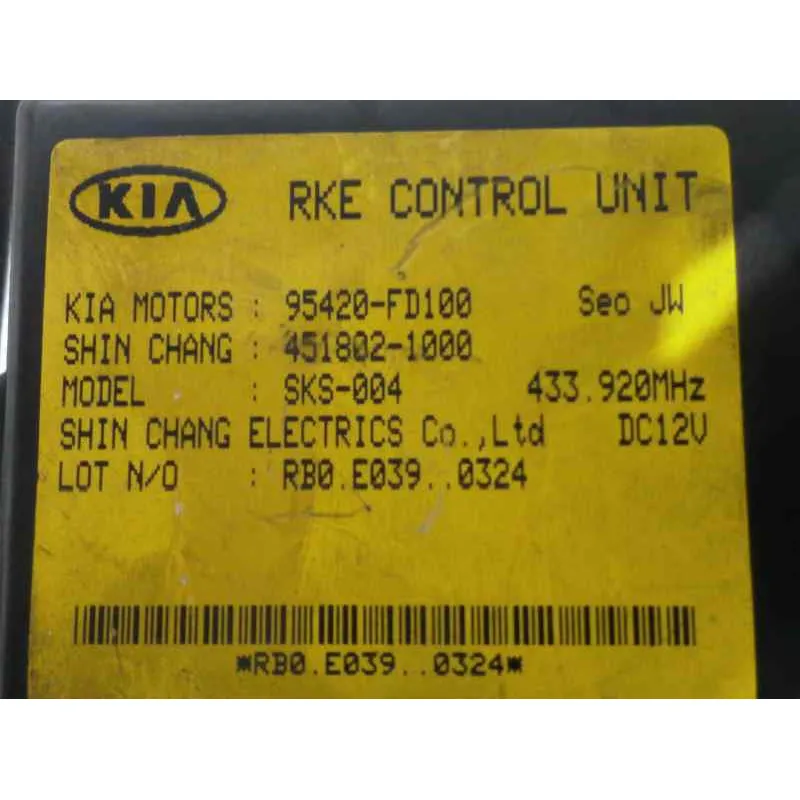 KIA RKE CONTROL UNIT
KIA MOTORS : 95420-FD100 Seo JW
SHIN CHANG : 451802-1000
MODEL : SKS-004 433.920MHz
SHIN CHANG ELECTRICS Co.,Ltd DC12V
LOT N/O : RB0.E039..0324
*RB0.E039..0324*